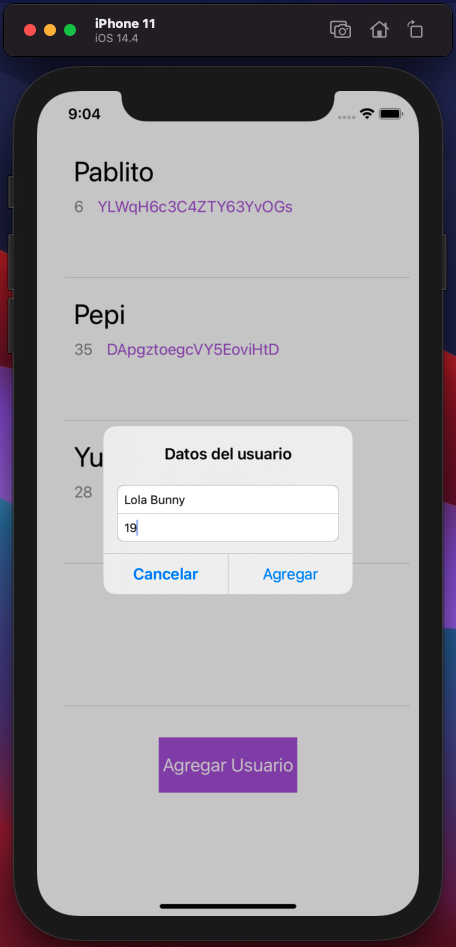 iPhone 11
iOS 14.4
9:04
Pablito
6 YLWqH6c3C4ZTY63YvOGs
Pepi
35 DApgztoegcVY5EoviHtD
Yu
28
Datos del usuario
Lola Bunny
19
Cancelar Agregar
Agregar Usuario